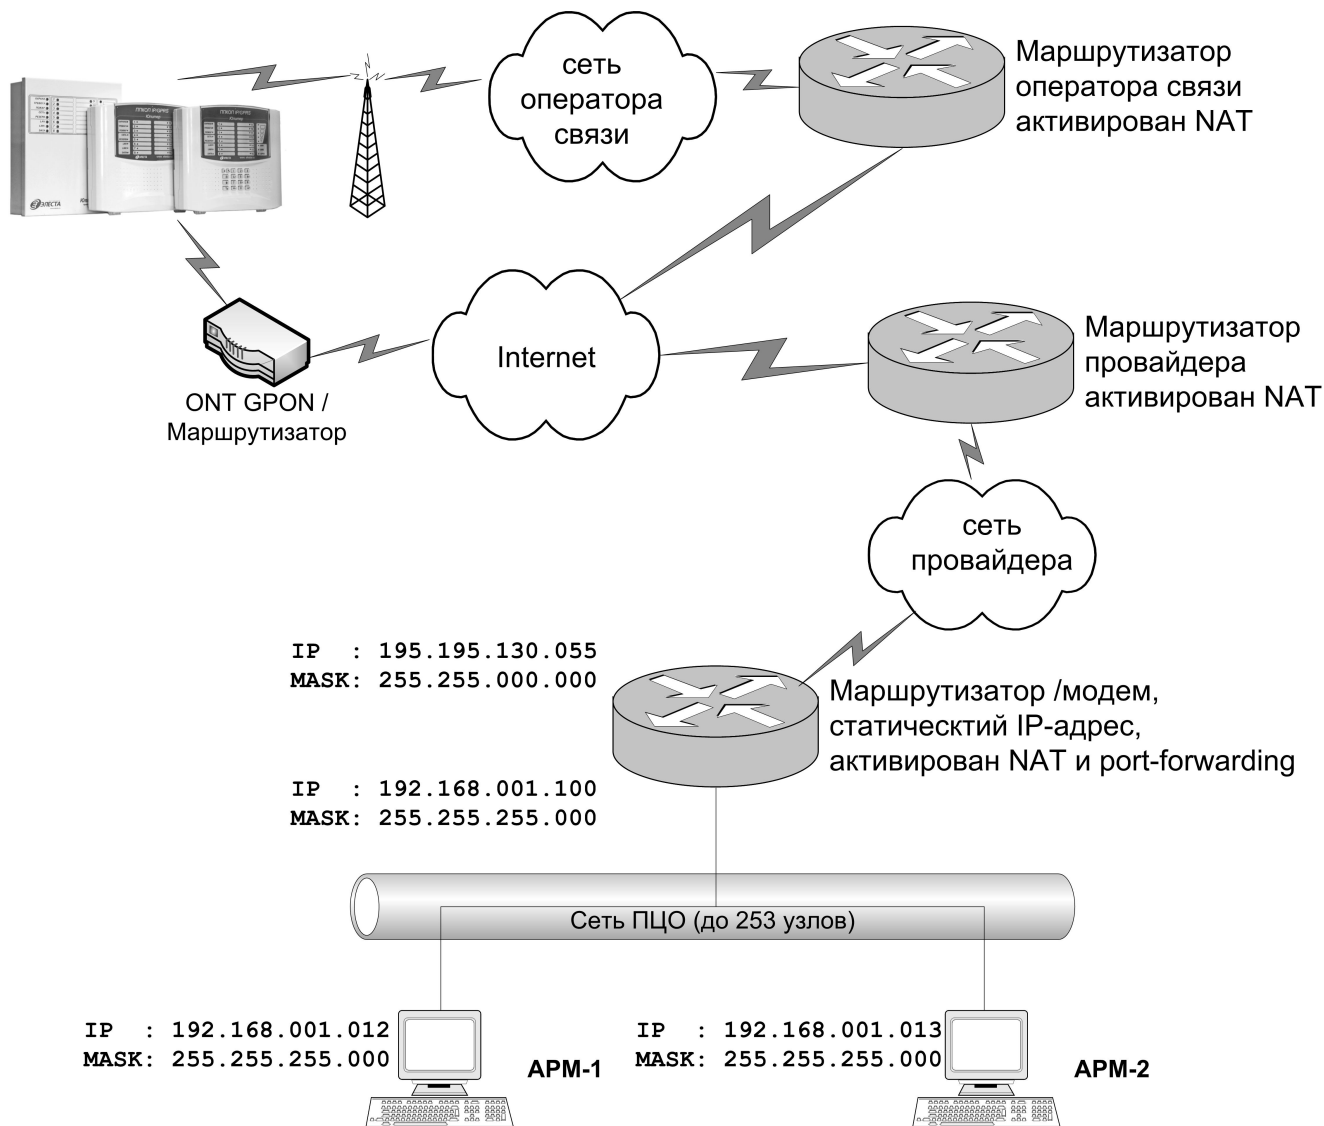 сеть
оператора
связи
Маршрутизатор
оператора связи
активирован NAT
ЭЛЕСТА
Internet
ONT GPON /
Маршрутизатор
Маршрутизатор
провайдера
активирован NAT
сеть
провайдера
IP : 195.195.130.055
MASK: 255.255.000.000
Маршрутизатор /модем,
статическтий IP-адрес,
активирован NAT и port-forwarding
IP : 192.168.001.100
MASK: 255.255.255.000
Сеть ПЦО (до 253 узлов)
IP : 192.168.001.012
MASK: 255.255.255.000
АРМ-1
IP : 192.168.001.013
MASK: 255.255.255.000
АРМ-2